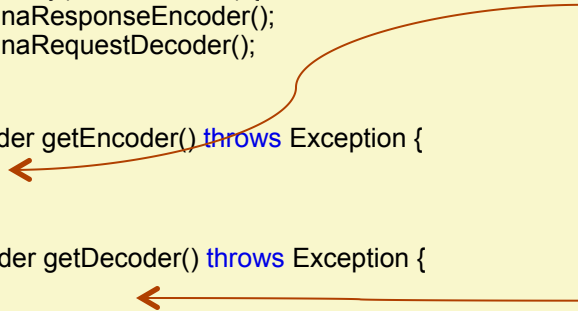 naResponseEncoder();
naRequestDecoder();
der getEncoder() throws Exception {
der getDecoder() throws Exception {